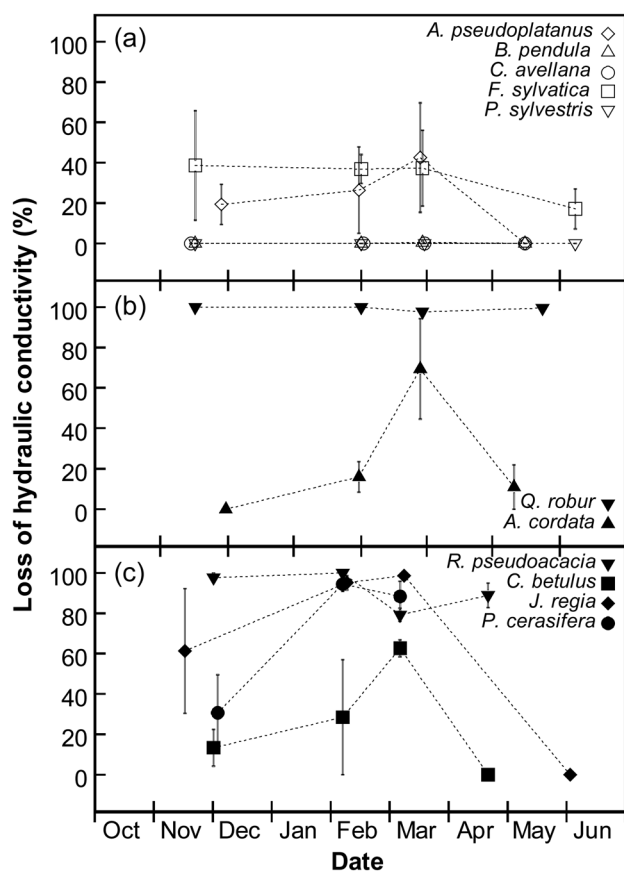 Loss of hydraulic conductivity (%)
(a)
A. pseudoplatanus
B. pendula
C. avellana
F. sylvatica
P. sylvestris
100
80
60
40
20
0
(b)
100
80
60
40
20
0
Q. robur
A. cordata
(c)
R. pseudoacacia
C. betulus
J. regia
P. cerasifera
100
80
60
40
20
0
Oct Nov Dec Jan Feb Mar Apr May Jun
Date